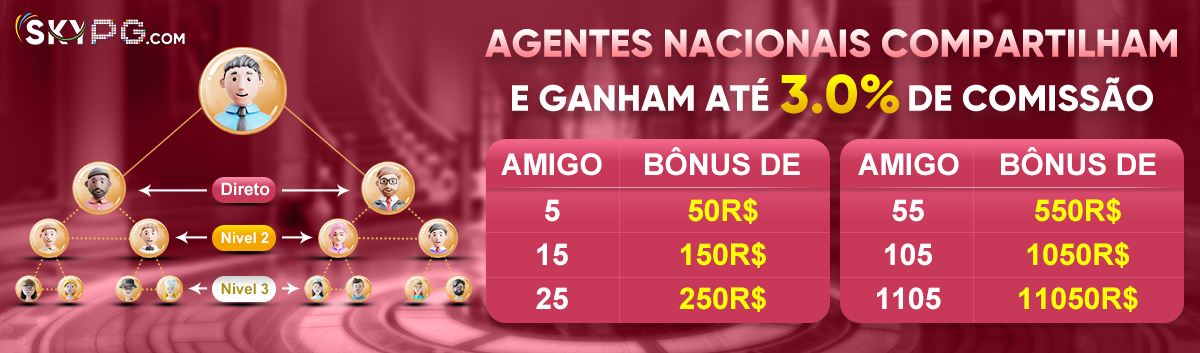 SKYPG.COM
AGENTES NACIONAIS COMPARTILHAM
E GANHAM ATÉ 3.0% DE COMISSÃO
Direto
Nivel 2
Nivel 3
AMIGO BÔNUS DE
5 50R$
15 150R$
25 250R$
AMIGO BÔNUS DE
55 550R$
105 1050R$
1105 11050R$